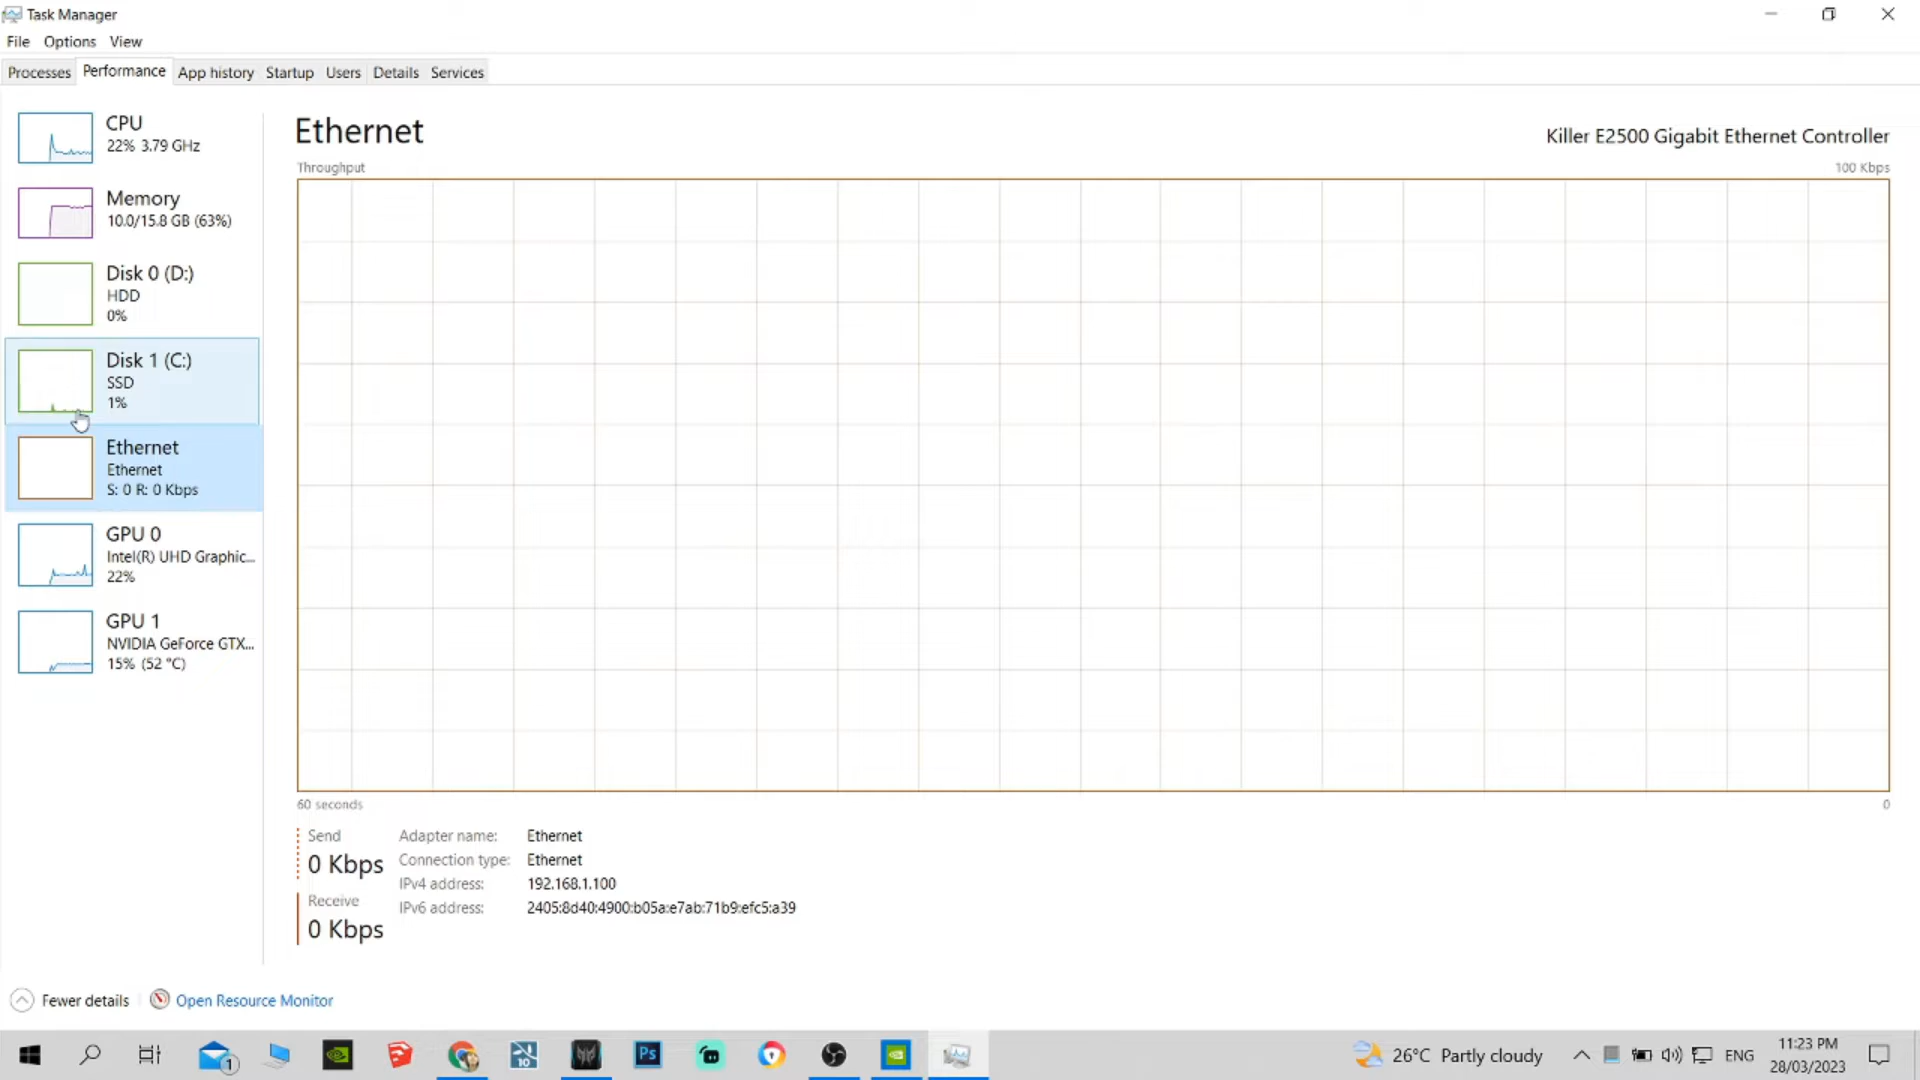 Task Manager
File Options View
Processes Performance App history Startup Users Details Services
CPU
22% 3.79 GHz
Memory
10.0/15.8 GB (63%)
Disk 0 (D:)
HDD
0%
Disk 1 (C:)
SSD
1%
Ethernet
Ethernet
S: 0 R: 0 Kbps
GPU 0
Intel(R) UHD Graphic...
22%
GPU 1
NVIDIA GeForce GTX...
15% (52 °C)
Ethernet
Killer E2500 Gigabit Ethernet Controller
Throughput
100 Kbps
60 seconds
0
Send
0 Kbps
Receive
0 Kbps
Adapter name: Ethernet
Connection type: Ethernet
IPv4 address: 192.168.1.100
IPv6 address: 2405:8d40:4900:b05a:e7ab:71b9:efc5:a39
Fewer details
Open Resource Monitor
1
10
Ps
26°C Partly cloudy
ENG
11:23 PM
28/03/2023